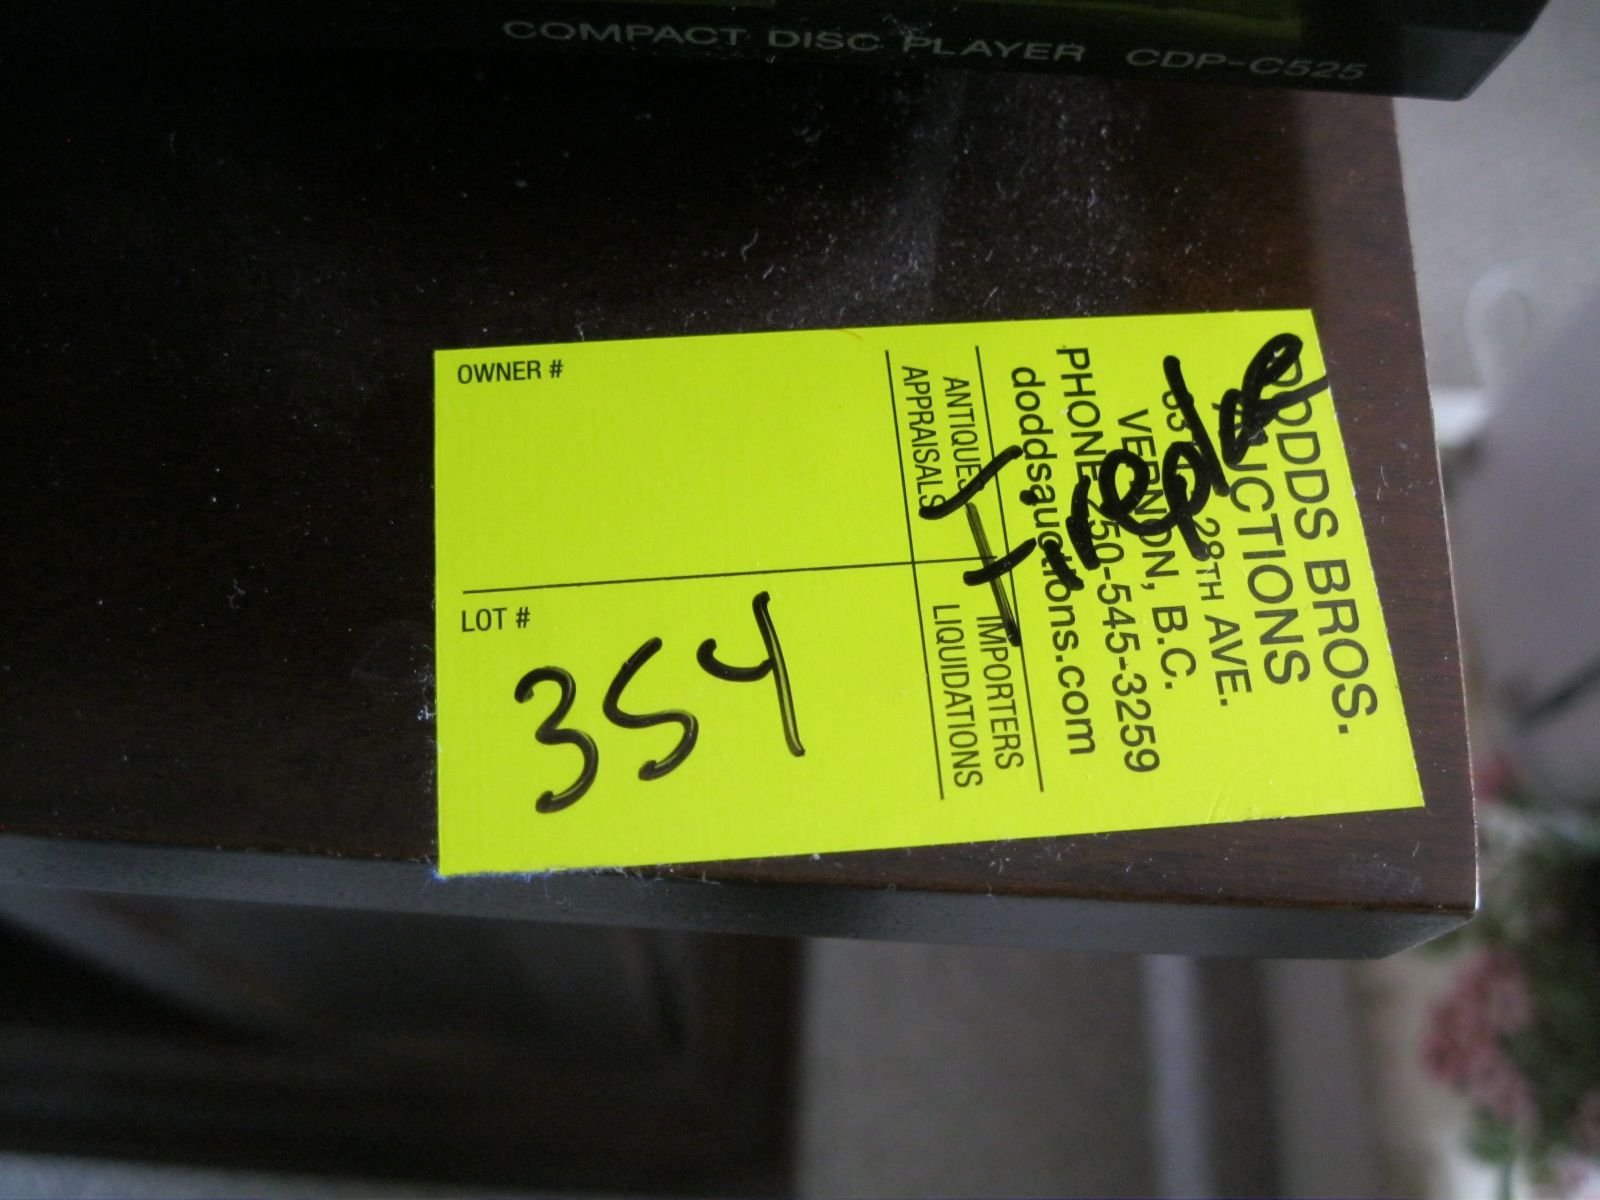 COMPACT DISC PLAYER CDP-C525
DODDS BROS.
AUCTIONS
28TH AVE.
VERNON, B.C.
PHONE 250-545-3259
doddsauctions.com
ANTIQUES IMPORTERS
APPRAISALS LIQUIDATIONS
OWNER #
LOT #
354